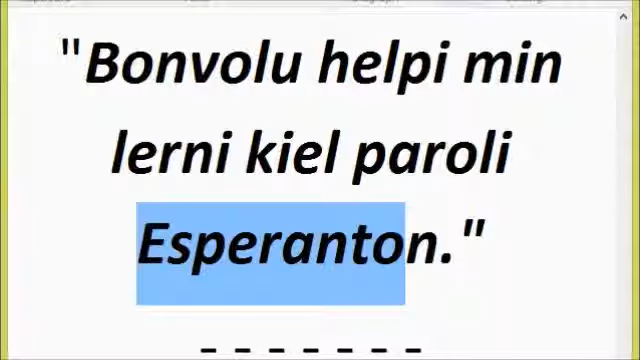 "Bonvolu helpi min
lerni kiel paroli
Esperanton."
- - - - - - -